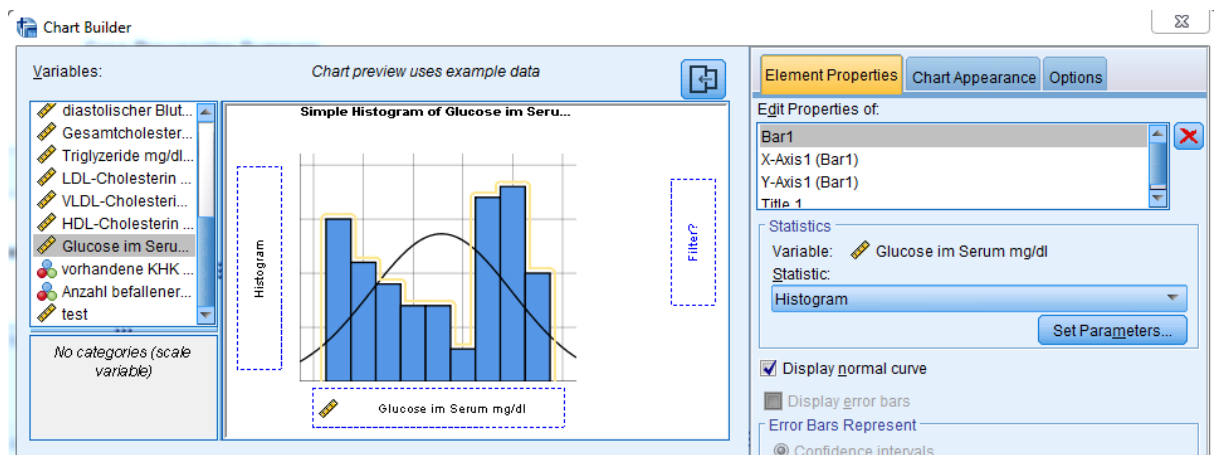 Chart Builder
Variables:
Chart preview uses example data
diastolischer Blut...
Gesamtcholester...
Triglyzeride mg/dl...
LDL-Cholesterin ...
VLDL-Cholesteri...
HDL-Cholesterin ...
Glucose im Seru...
vorhandene KHK ...
Anzahl befallener...
test
No categories (scale
variable)
Simple Histogram of Glucose im Seru...
Histogram
Filter?
Glucose im Serum mg/dl
Element Properties Chart Appearance Options
Edit Properties of:
Bar1
X-Axis1 (Bar1)
Y-Axis1 (Bar1)
Title 1
Statistics
Variable: Glucose im Serum mg/dl
Statistic:
Histogram
Set Parameters...
Display normal curve
Display error bars
Error Bars Represent
Confidence intervals